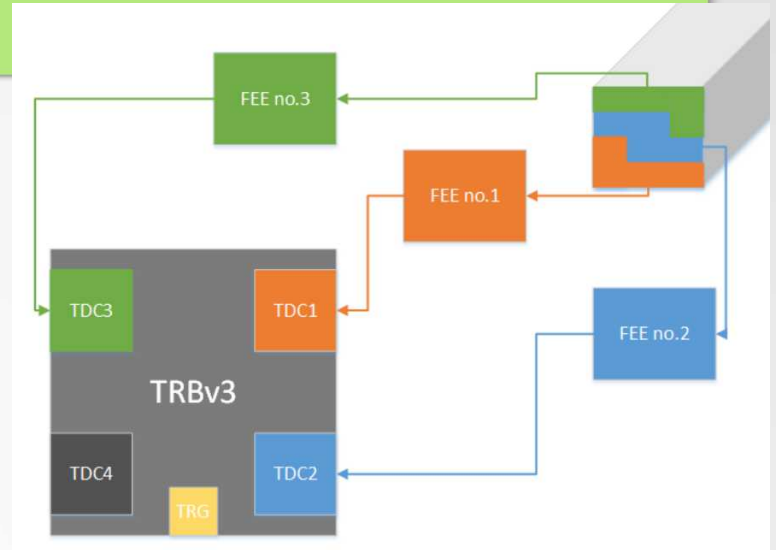 FEE no.3
FEE no.1
TDC3
TDC1
FEE no.2
TRBv3
TDC4
TDC2
TRG